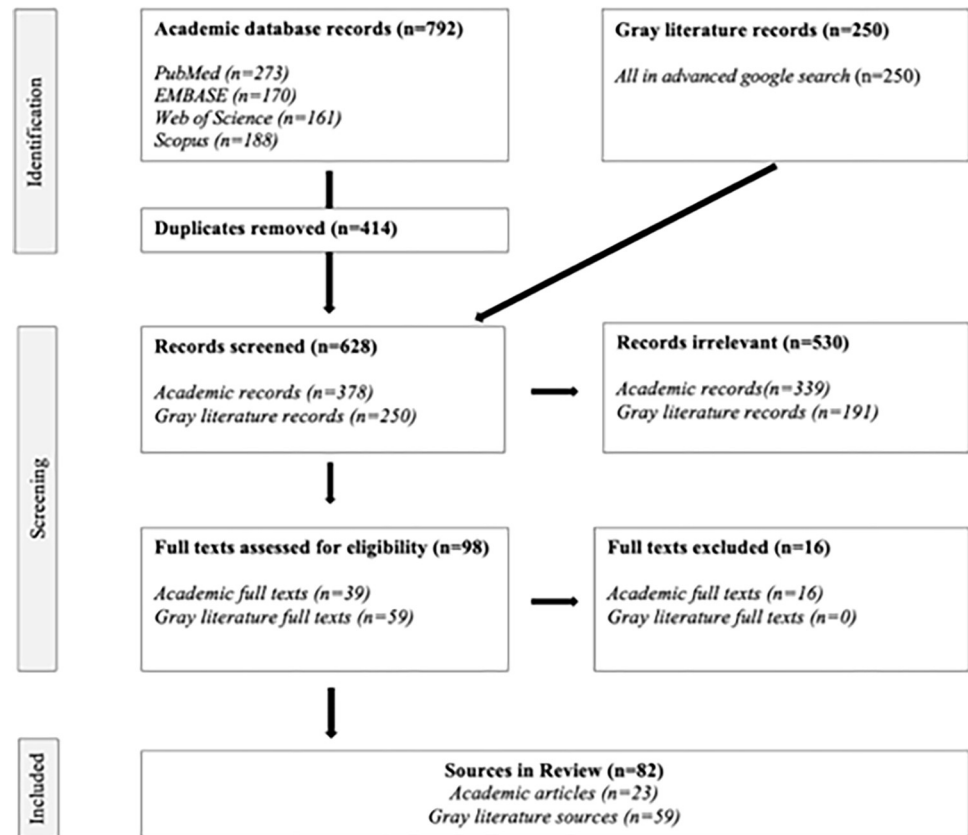 Identification
Academic database records (n=792)
PubMed (n=273)
EMBASE (n=170)
Web of Science (n=161)
Scopus (n=188)
Gray literature records (n=250)
All in advanced google search (n=250)
Duplicates removed (n=414)
Screening
Records screened (n=628)
Academic records (n=378)
Gray literature records (n=250)
Records irrelevant (n=530)
Academic records(n=339)
Gray literature records (n=191)
Full texts assessed for eligibility (n=98)
Academic full texts (n=39)
Gray literature full texts (n=59)
Full texts excluded (n=16)
Academic full texts (n=16)
Gray literature full texts (n=0)
Included
Sources in Review (n=82)
Academic articles (n=23)
Gray literature sources (n=59)